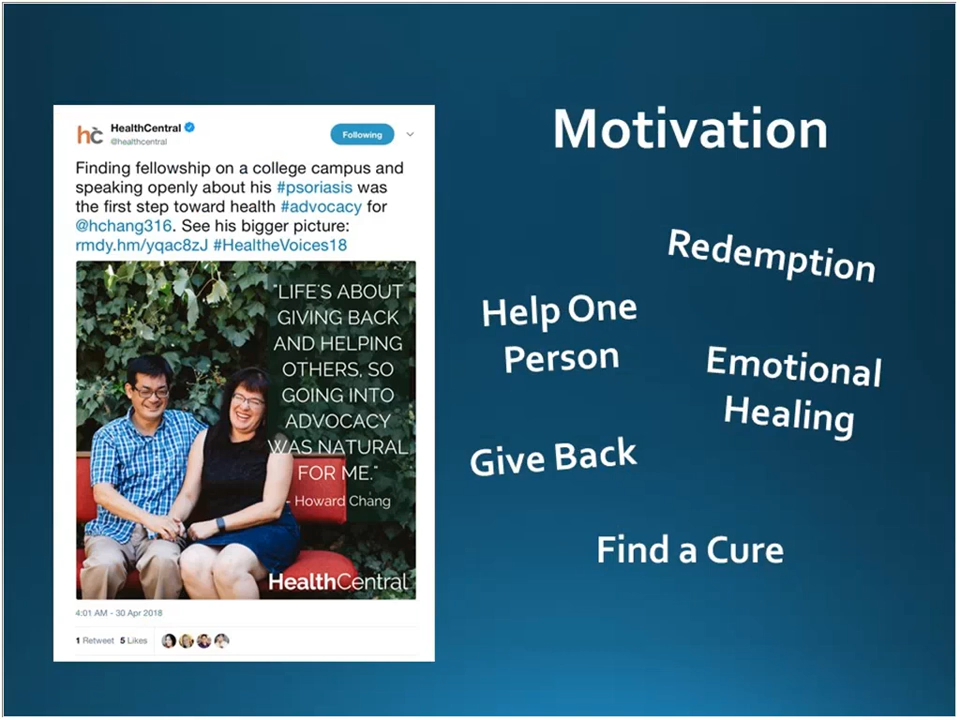 hc HealthCentral
@healthcentral
Following
Finding fellowship on a college campus and
speaking openly about his #psoriasis was
the first step toward health #advocacy for
@hchang316. See his bigger picture:
rmdy.hm/yqac8zJ #HealtheVoices18
"LIFE'S ABOUT
GIVING BACK
AND HELPING
OTHERS, SO
GOING INTO
ADVOCACY
WAS NATURAL
FOR ME."
- Howard Chang
HealthCentral
4:01 AM - 30 Apr 2018
1 Retweet 5 Likes
Motivation
Redemption
Help One
Person
Emotional
Healing
Give Back
Find a Cure